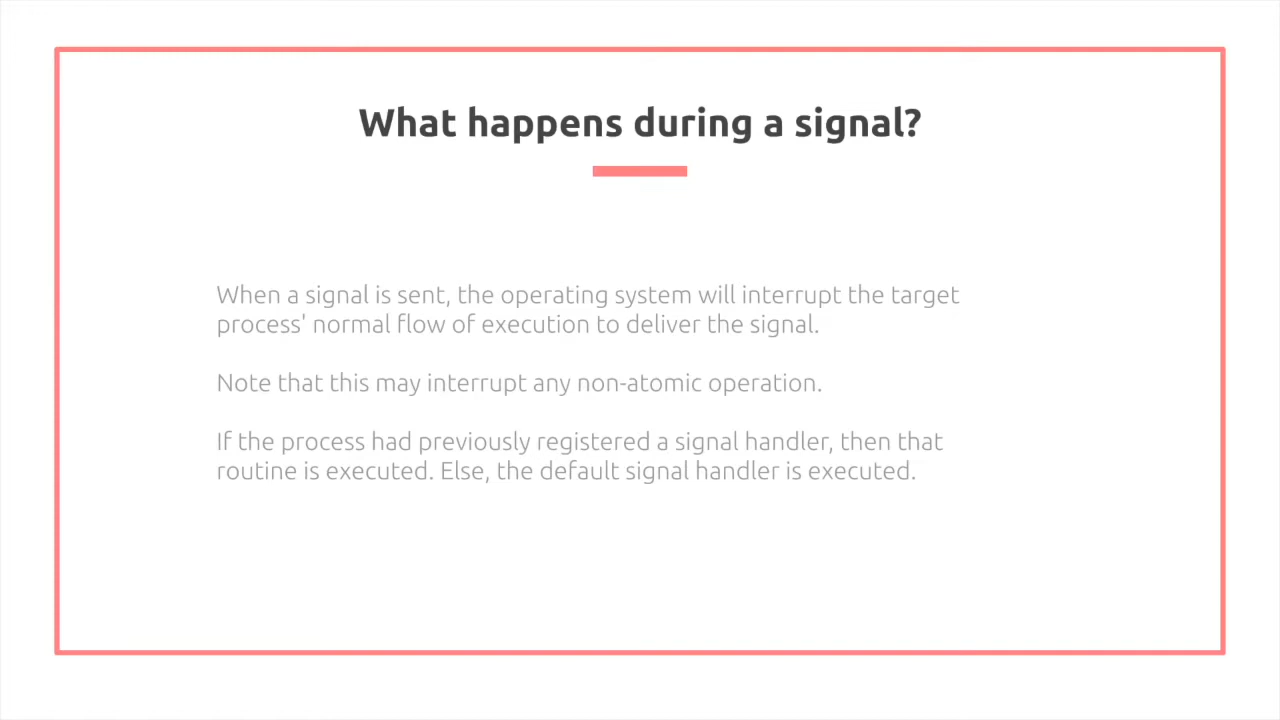 What happens during a signal?
When a signal is sent, the operating system will interrupt the target
process' normal flow of execution to deliver the signal.
Note that this may interrupt any non-atomic operation.
If the process had previously registered a signal handler, then that
routine is executed. Else, the default signal handler is executed.